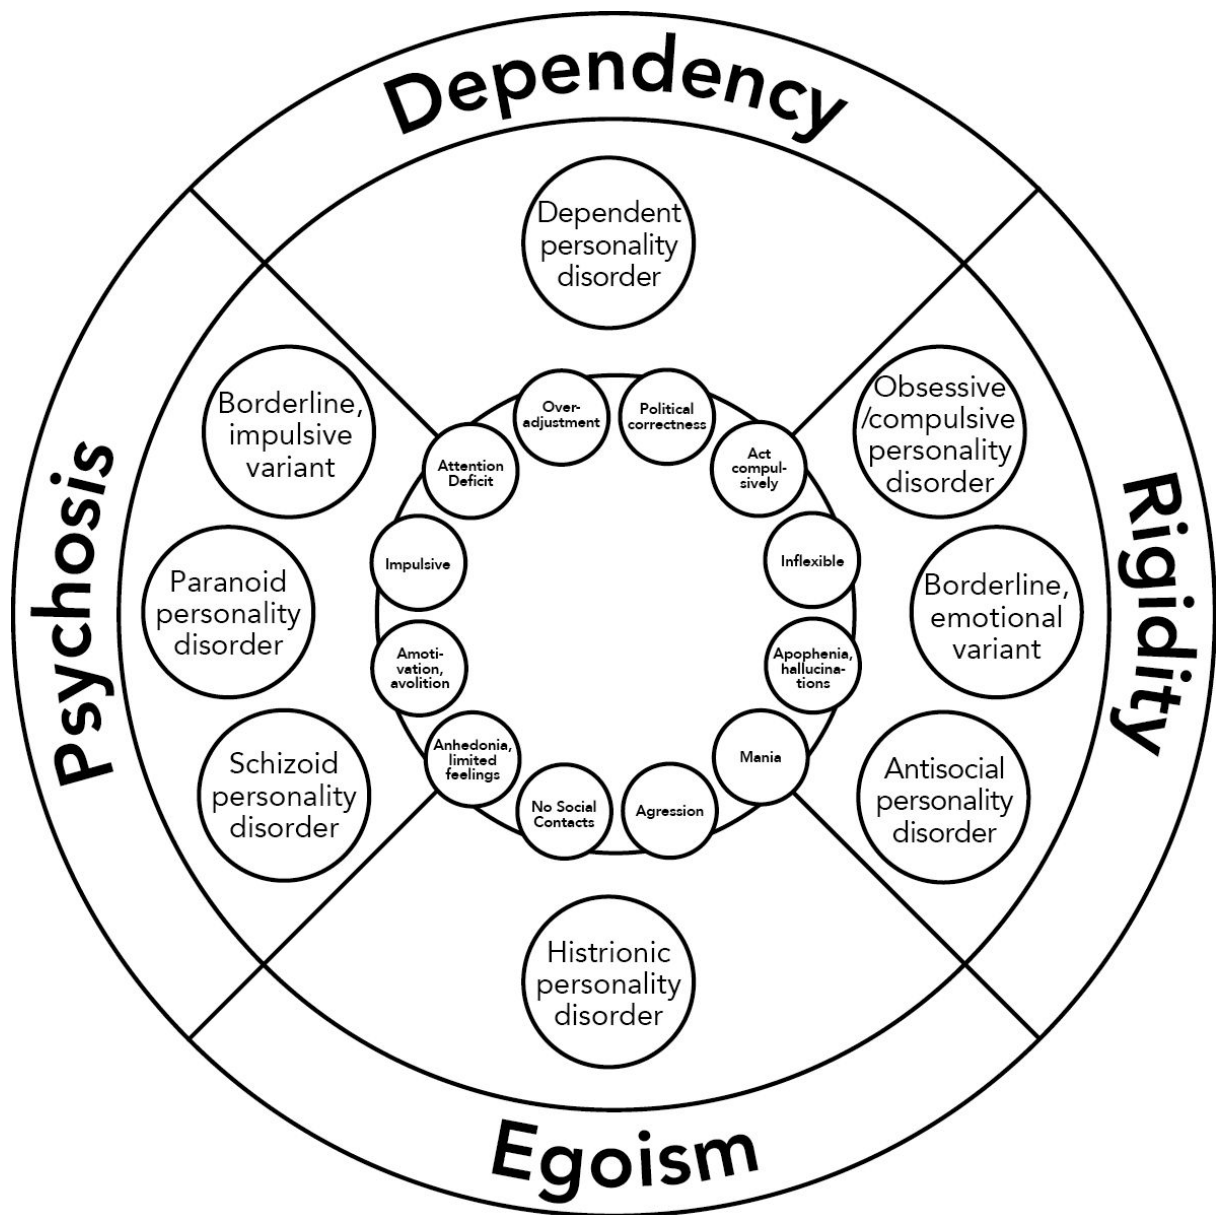 Dependency
Dependent
personality
disorder
Borderline,
impulsive
variant
Obsessive
/compulsive
personality
disorder
Over-
adjustment
Political
correctness
Attention
Deficit
Act
compul-
sively
Psychosis
Rigidity
Impulsive
Inflexible
Paranoid
personality
disorder
Borderline,
emotional
variant
Amoti-
vation,
avolition
Apophenia,
hallucina-
tions
Schizoid
personality
disorder
Anhedonia,
limited
feelings
Mania
Antisocial
personality
disorder
No Social
Contacts
Agression
Histrionic
personality
disorder
Egoism